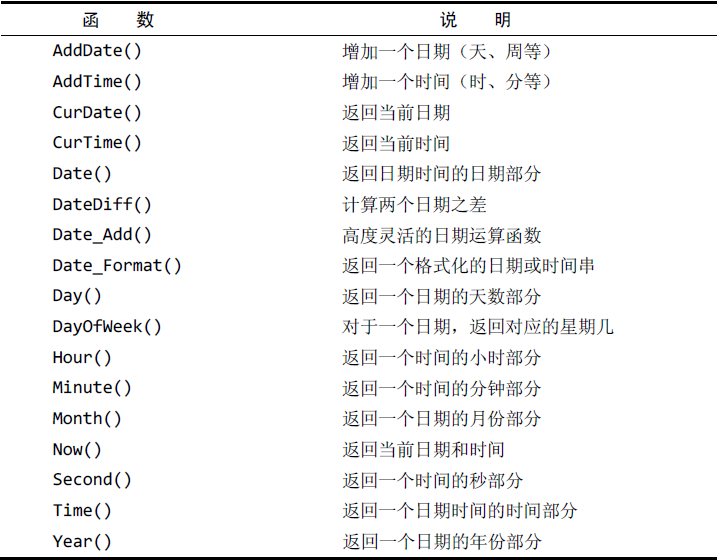 函 数 说 明
AddDate() 增加一个日期（天、周等）
AddTime() 增加一个时间（时、分等）
CurDate() 返回当前日期
CurTime() 返回当前时间
Date() 返回日期时间的日期部分
DateDiff() 计算两个日期之差
Date_Add() 高度灵活的日期运算函数
Date_Format() 返回一个格式化的日期或时间串
Day() 返回一个日期的天数部分
DayOfWeek() 对于一个日期，返回对应的星期几
Hour() 返回一个时间的小时部分
Minute() 返回一个时间的分钟部分
Month() 返回一个日期的月份部分
Now() 返回当前日期和时间
Second() 返回一个时间的秒部分
Time() 返回一个日期时间的时间部分
Year() 返回一个日期的年份部分